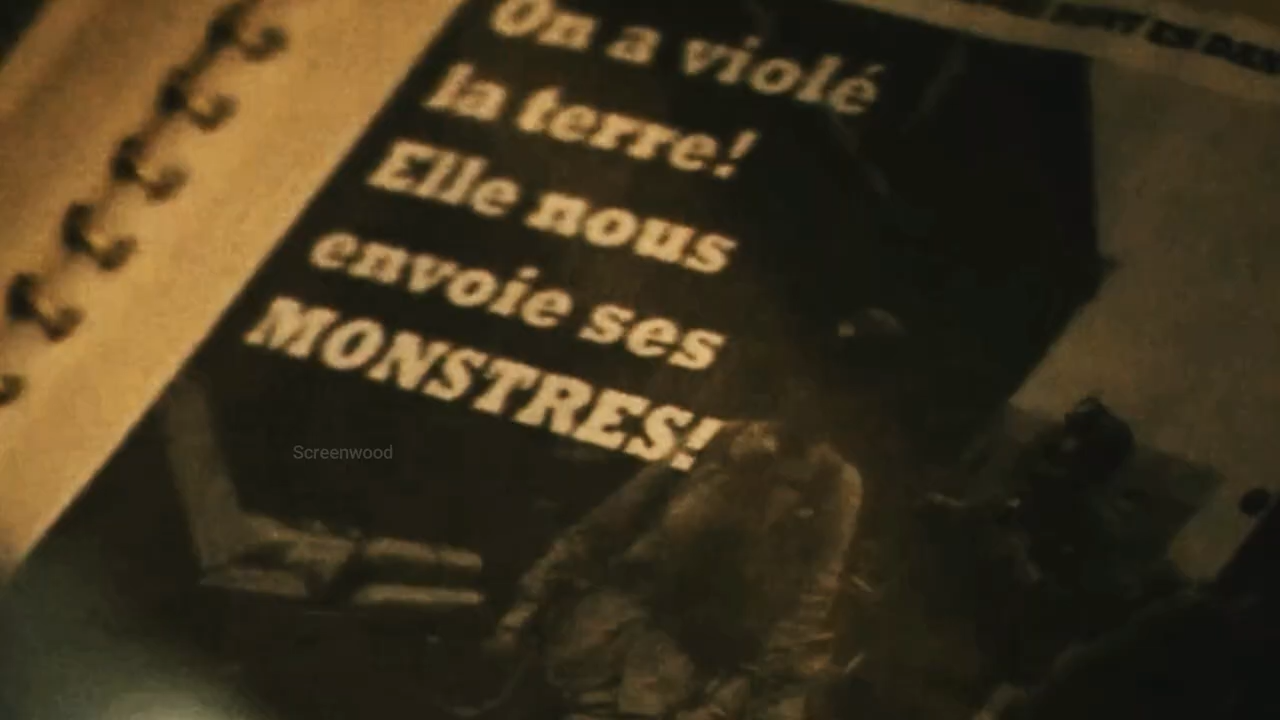 On a violé
la terre!
Elle nous
envoie ses
MONSTRES!
Screenwood